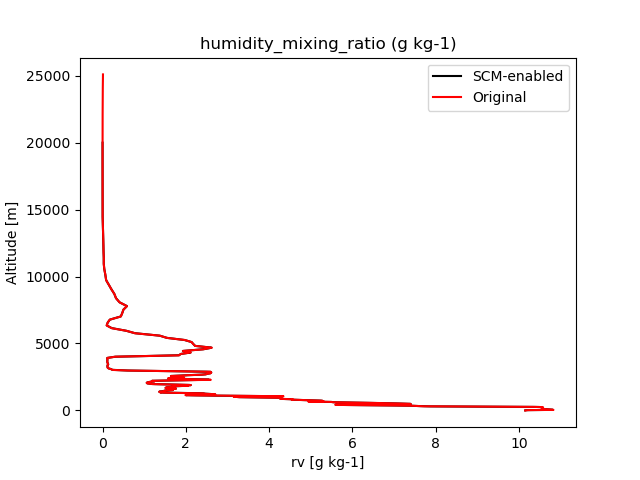 humidity_mixing_ratio (g kg-1)
SCM-enabled
Original
25000
20000
15000
10000
5000
0
Altitude [m]
0 2 4 6 8 10
rv [g kg-1]